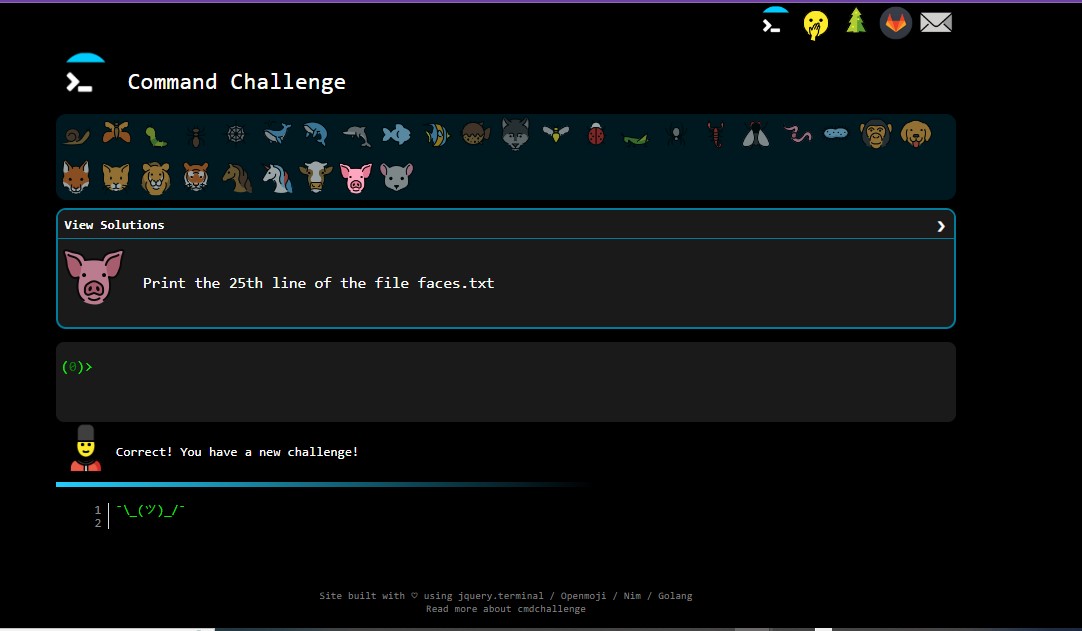 Command Challenge
View Solutions
Print the 25th line of the file faces.txt
(0)>
Correct! You have a new challenge!
1 ¯\_(ツ)_/¯
2
Site built with ♡ using jquery.terminal / Openmoji / Nim / Golang
Read more about cmdchallenge